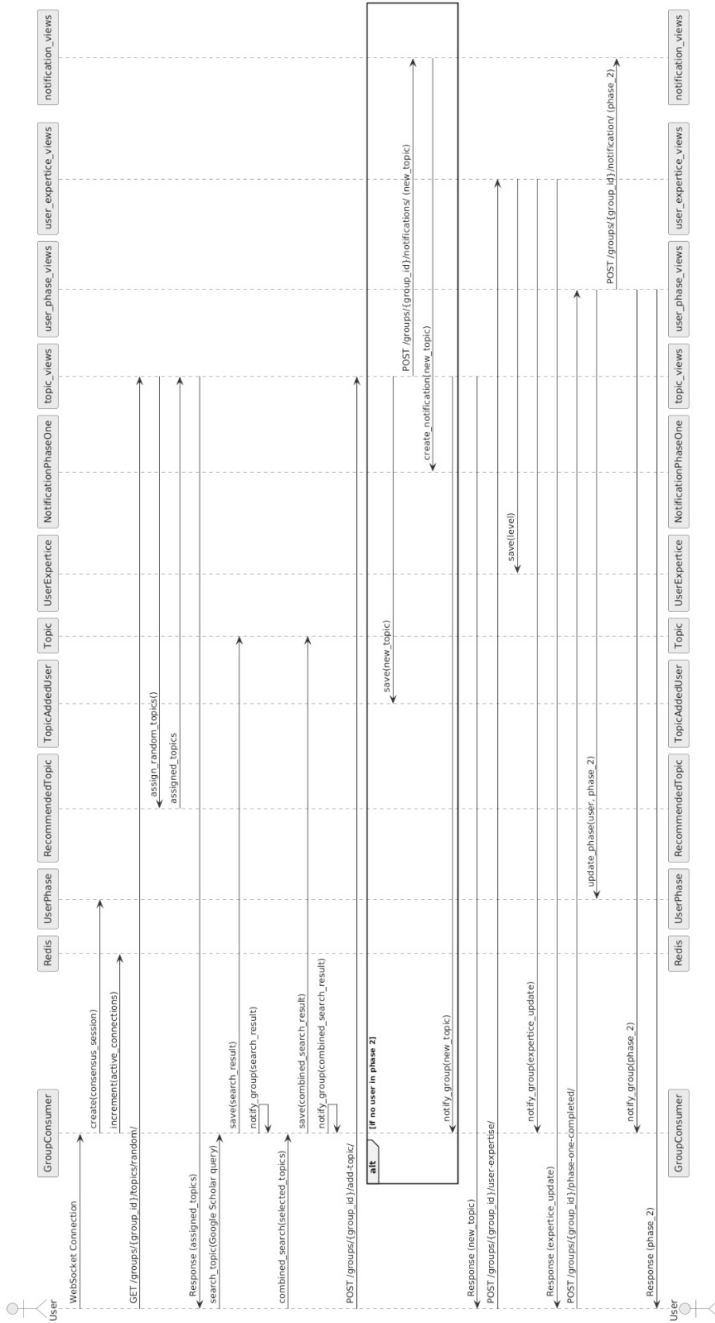 User
GroupConsumer
Redis
UserPhase
RecommendedTopic
TopicAddedUser
Topic
UserExpertice
NotificationPhaseOne
topic_views
user_phase_views
user_expertice_views
notification_views
WebSocket Connection
create(consensus_session)
increment(active_connections)
GET /groups/{group_id}/topics/random/
assign_random_topics()
assigned_topics
Response (assigned_topics)
search_topic(Google Scholar query)
save(search_result)
notify_group(search_result)
combined_search(selected_topics)
save(combined_search_result)
notify_group(combined_search_result)
POST /groups/{group_id}/add-topic/
alt
[if no user in phase 2]
save(new_topic)
POST /groups/{group_id}/notifications/ (new_topic)
create_notification(new_topic)
notify_group(new_topic)
Response (new_topic)
POST /groups/{group_id}/user-expertise/
save(level)
notify_group(expertice_update)
Response (expertice_update)
POST /groups/{group_id}/phase-one-completed/
update_phase(user, phase_2)
POST /groups/{group_id}/notification/ (phase_2)
notify_group(phase_2)
Response (phase_2)
User
GroupConsumer
Redis
UserPhase
RecommendedTopic
TopicAddedUser
Topic
UserExpertice
NotificationPhaseOne
topic_views
user_phase_views
user_expertice_views
notification_views